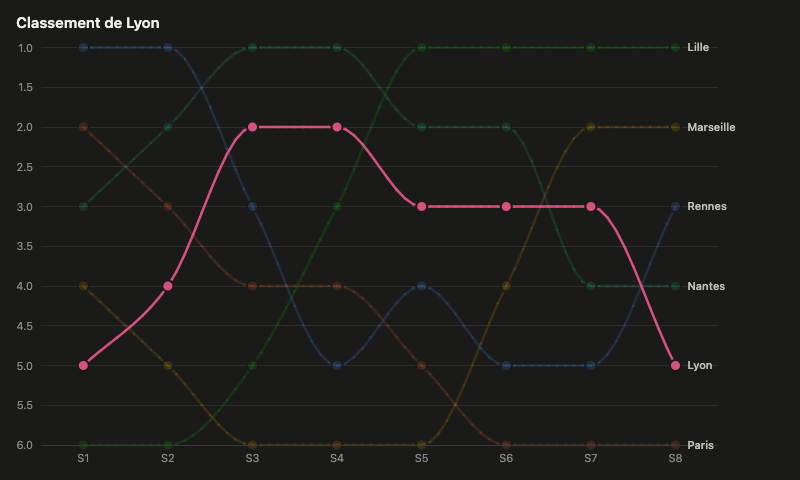 Classement de Lyon
1.0
1.5
2.0
2.5
3.0
3.5
4.0
4.5
5.0
5.5
6.0
Lille
Marseille
Rennes
Nantes
Lyon
Paris
S1 S2 S3 S4 S5 S6 S7 S8